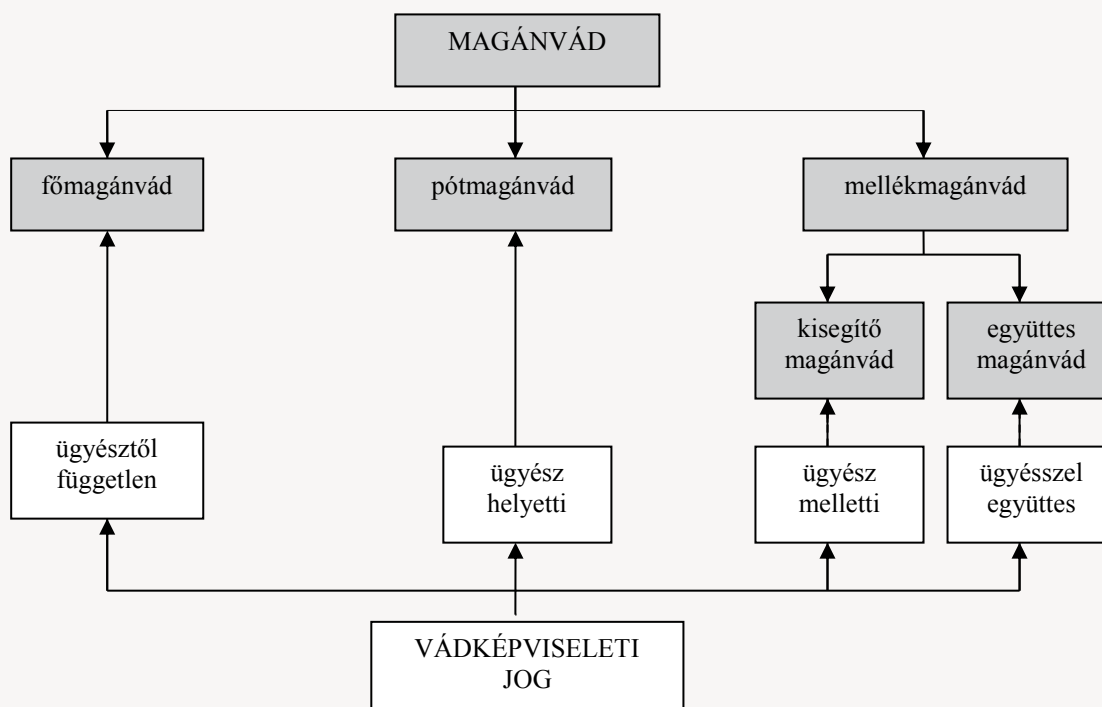 MAGÁNVÁD
főmagánvád
pótmagánvád
mellékmagánvád
kisegítő
magánvád
együttes
magánvád
ügyésztől
független
ügyész
helyetti
ügyész
melletti
ügyésszel
együttes
VÁDKÉPVISELETI
JOG